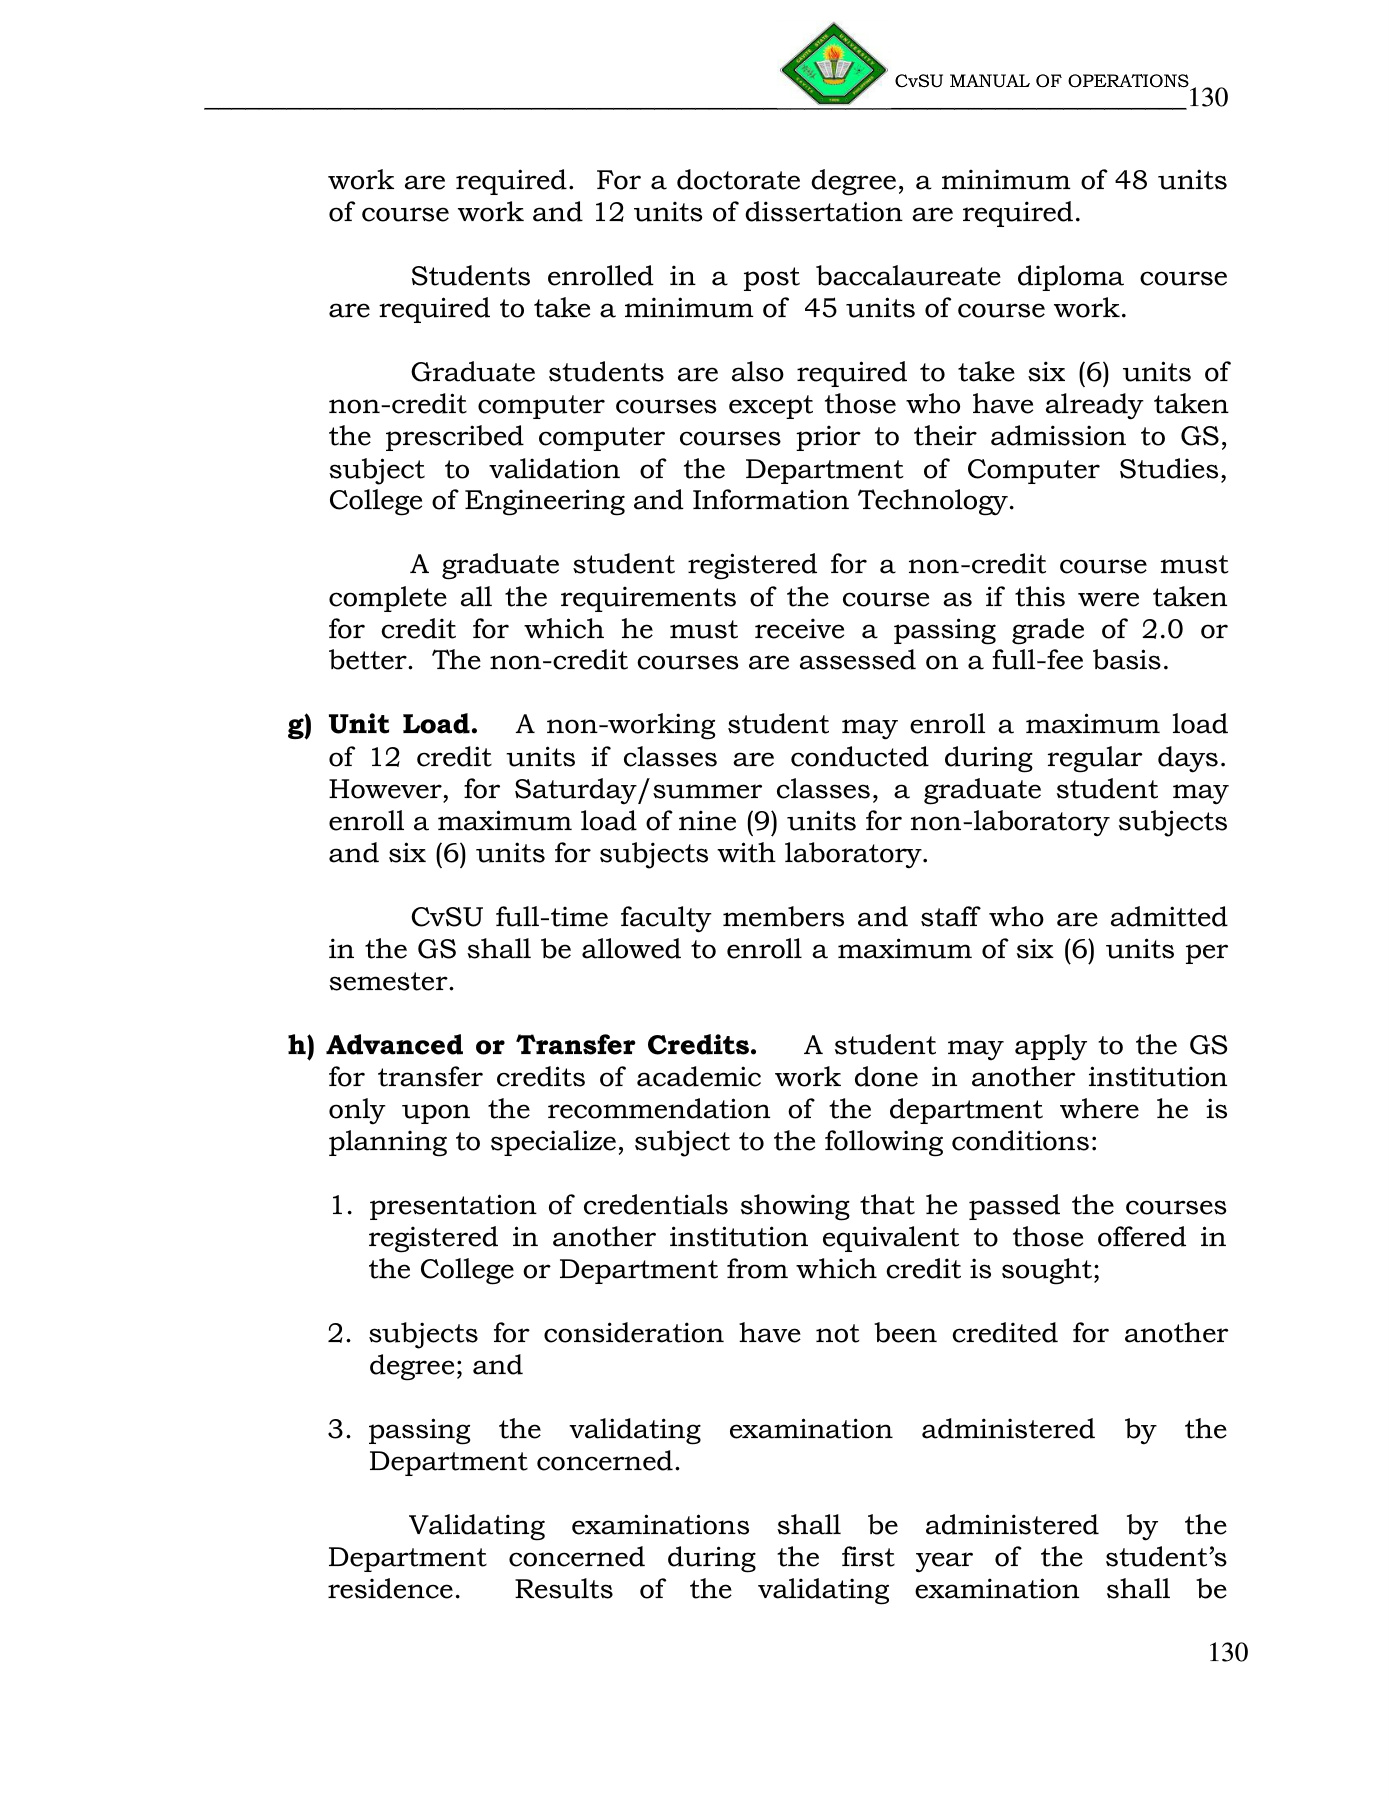 CvSU MANUAL OF OPERATIONS
130
work are required. For a doctorate degree, a minimum of 48 units
of course work and 12 units of dissertation are required.
Students enrolled in a post baccalaureate diploma course
are required to take a minimum of 45 units of course work.
Graduate students are also required to take six (6) units of
non-credit computer courses except those who have already taken
the prescribed computer courses prior to their admission to GS,
subject to validation of the Department of Computer Studies,
College of Engineering and Information Technology.
A graduate student registered for a non-credit course must
complete all the requirements of the course as if this were taken
for credit for which he must receive a passing grade of 2.0 or
better. The non-credit courses are assessed on a full-fee basis.
g) Unit Load. A non-working student may enroll a maximum load
of 12 credit units if classes are conducted during regular days.
However, for Saturday/summer classes, a graduate student may
enroll a maximum load of nine (9) units for non-laboratory subjects
and six (6) units for subjects with laboratory.
CvSU full-time faculty members and staff who are admitted
in the GS shall be allowed to enroll a maximum of six (6) units per
semester.
h) Advanced or Transfer Credits. A student may apply to the GS
for transfer credits of academic work done in another institution
only upon the recommendation of the department where he is
planning to specialize, subject to the following conditions:
1. presentation of credentials showing that he passed the courses
registered in another institution equivalent to those offered in
the College or Department from which credit is sought;
2. subjects for consideration have not been credited for another
degree; and
3. passing the validating examination administered by the
Department concerned.
Validating examinations shall be administered by the
Department concerned during the first year of the student’s
residence. Results of the validating examination shall be
130